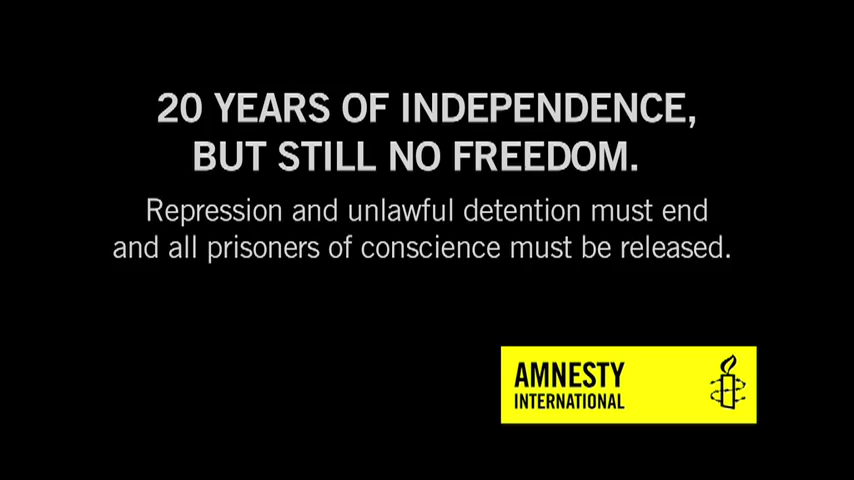 20 YEARS OF INDEPENDENCE,
BUT STILL NO FREEDOM.
Repression and unlawful detention must end
and all prisoners of conscience must be released.
AMNESTY
INTERNATIONAL